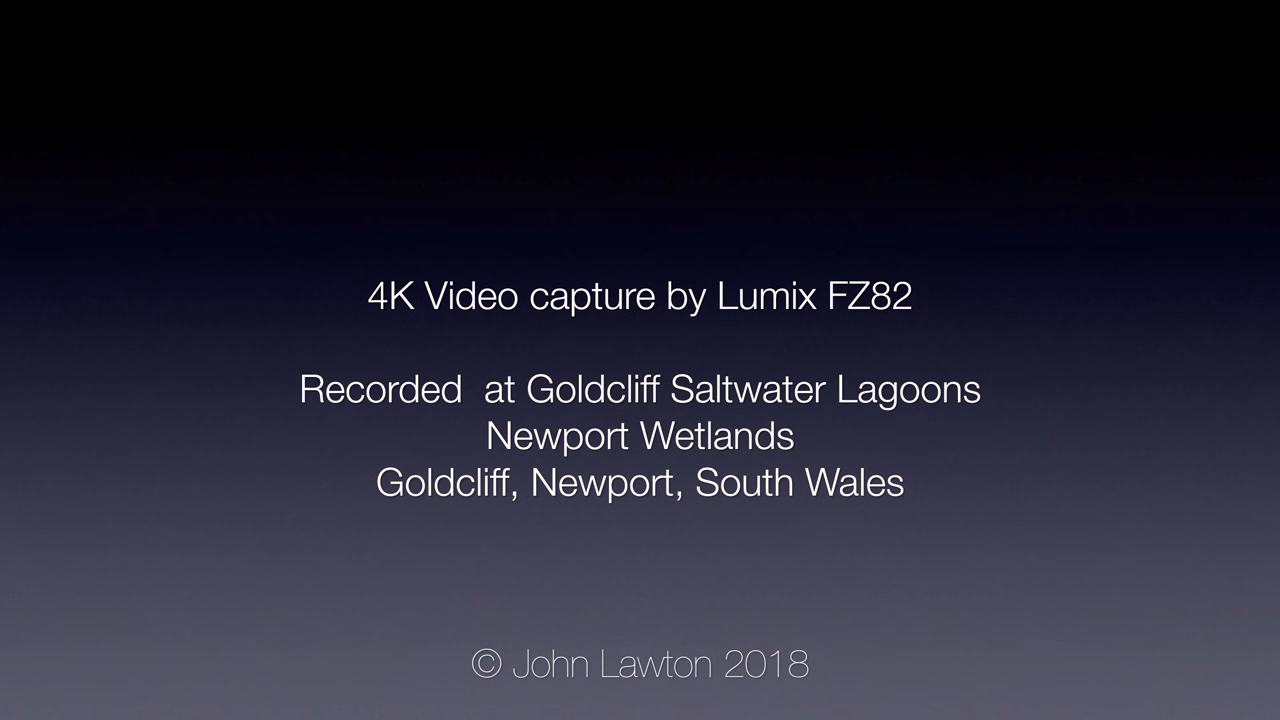 4K Video capture by Lumix FZ82
Recorded  at Goldcliff Saltwater Lagoons
Newport Wetlands
Goldcliff, Newport, South Wales
© John Lawton 2018